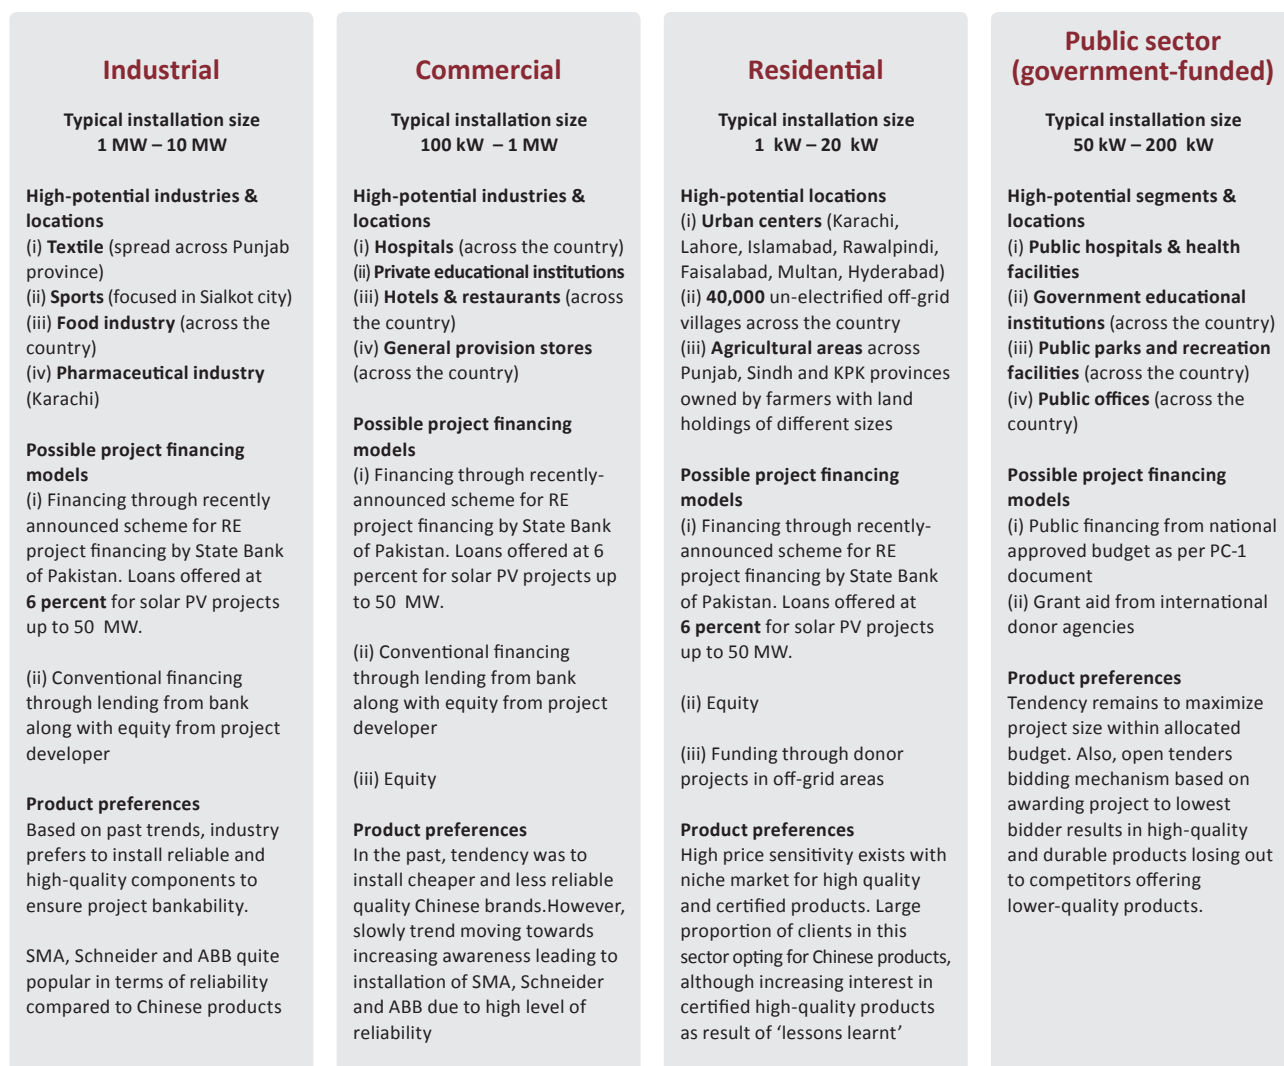 Industrial
Typical installation size
1 MW – 10 MW
High-potential industries &
locations
(i) Textile (spread across Punjab
province)
(ii) Sports (focused in Sialkot city)
(iii) Food industry (across the
country)
(iv) Pharmaceutical industry
(Karachi)
Possible project financing
models
(i) Financing through recently
announced scheme for RE
project financing by State Bank
of Pakistan. Loans offered at
6 percent for solar PV projects
up to 50 MW.
(ii) Conventional financing
through lending from bank
along with equity from project
developer
Product preferences
Based on past trends, industry
prefers to install reliable and
high-quality components to
ensure project bankability.
SMA, Schneider and ABB quite
popular in terms of reliability
compared to Chinese products
Commercial
Typical installation size
100 kW – 1 MW
High-potential industries &
locations
(i) Hospitals (across the country)
(ii) Private educational institutions
(iii) Hotels & restaurants (across
the country)
(iv) General provision stores
(across the country)
Possible project financing
models
(i) Financing through recently-
announced scheme for RE
project financing by State Bank
of Pakistan. Loans offered at 6
percent for solar PV projects up
to 50 MW.
(ii) Conventional financing
through lending from bank
along with equity from project
developer
(iii) Equity
Product preferences
In the past, tendency was to
install cheaper and less reliable
quality Chinese brands.However,
slowly trend moving towards
increasing awareness leading to
installation of SMA, Schneider
and ABB due to high level of
reliability
Residential
Typical installation size
1 kW – 20 kW
High-potential locations
(i) Urban centers (Karachi,
Lahore, Islamabad, Rawalpindi,
Faisalabad, Multan, Hyderabad)
(ii) 40,000 un-electrified off-grid
villages across the country
(iii) Agricultural areas across
Punjab, Sindh and KPK provinces
owned by farmers with land
holdings of different sizes
Possible project financing
models
(i) Financing through recently-
announced scheme for RE
project financing by State Bank
of Pakistan. Loans offered at
6 percent for solar PV projects
up to 50 MW.
(ii) Equity
(iii) Funding through donor
projects in off-grid areas
Product preferences
High price sensitivity exists with
niche market for high quality
and certified products. Large
proportion of clients in this
sector opting for Chinese products,
although increasing interest in
certified high-quality products
as result of ‘lessons learnt’
Public sector
(government-funded)
Typical installation size
50 kW – 200 kW
High-potential segments &
locations
(i) Public hospitals & health
facilities
(ii) Government educational
institutions (across the country)
(iii) Public parks and recreation
facilities (across the country)
(iv) Public offices (across the
country)
Possible project financing
models
(i) Public financing from national
approved budget as per PC-1
document
(ii) Grant aid from international
donor agencies
Product preferences
Tendency remains to maximize
project size within allocated
budget. Also, open tenders
bidding mechanism based on
awarding project to lowest
bidder results in high-quality
and durable products losing out
to competitors offering
lower-quality products.